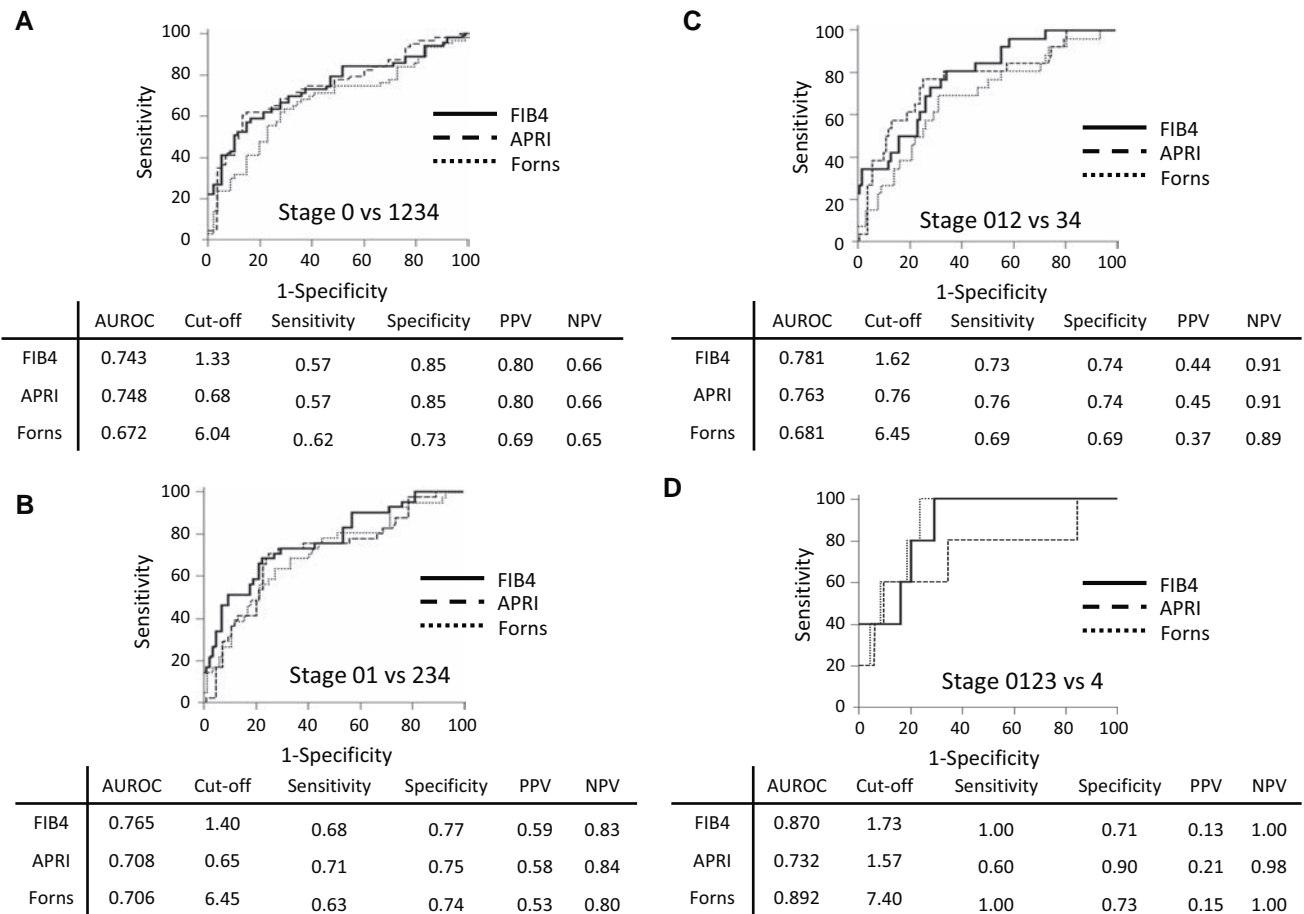 A
100
80
60
40
20
0
Sensitivity
0 20 40 60 80 100
1-Specificity
FIB4
APRI
Forns
Stage 0 vs 1234
AUROC Cut-off Sensitivity Specificity PPV NPV
FIB4 0.743 1.33 0.57 0.85 0.80 0.66
APRI 0.748 0.68 0.57 0.85 0.80 0.66
Forns 0.672 6.04 0.62 0.73 0.69 0.65
B
100
80
60
40
20
0
Sensitivity
0 20 40 60 80 100
1-Specificity
FIB4
APRI
Forns
Stage 01 vs 234
AUROC Cut-off Sensitivity Specificity PPV NPV
FIB4 0.765 1.40 0.68 0.77 0.59 0.83
APRI 0.708 0.65 0.71 0.75 0.58 0.84
Forns 0.706 6.45 0.63 0.74 0.53 0.80
C
100
80
60
40
20
0
Sensitivity
0 20 40 60 80 100
1-Specificity
FIB4
APRI
Forns
Stage 012 vs 34
AUROC Cut-off Sensitivity Specificity PPV NPV
FIB4 0.781 1.62 0.73 0.74 0.44 0.91
APRI 0.763 0.76 0.76 0.74 0.45 0.91
Forns 0.681 6.45 0.69 0.69 0.37 0.89
D
100
80
60
40
20
0
Sensitivity
0 20 40 60 80 100
1-Specificity
FIB4
APRI
Forns
Stage 0123 vs 4
AUROC Cut-off Sensitivity Specificity PPV NPV
FIB4 0.870 1.73 1.00 0.71 0.13 1.00
APRI 0.732 1.57 0.60 0.90 0.21 0.98
Forns 0.892 7.40 1.00 0.73 0.15 1.00